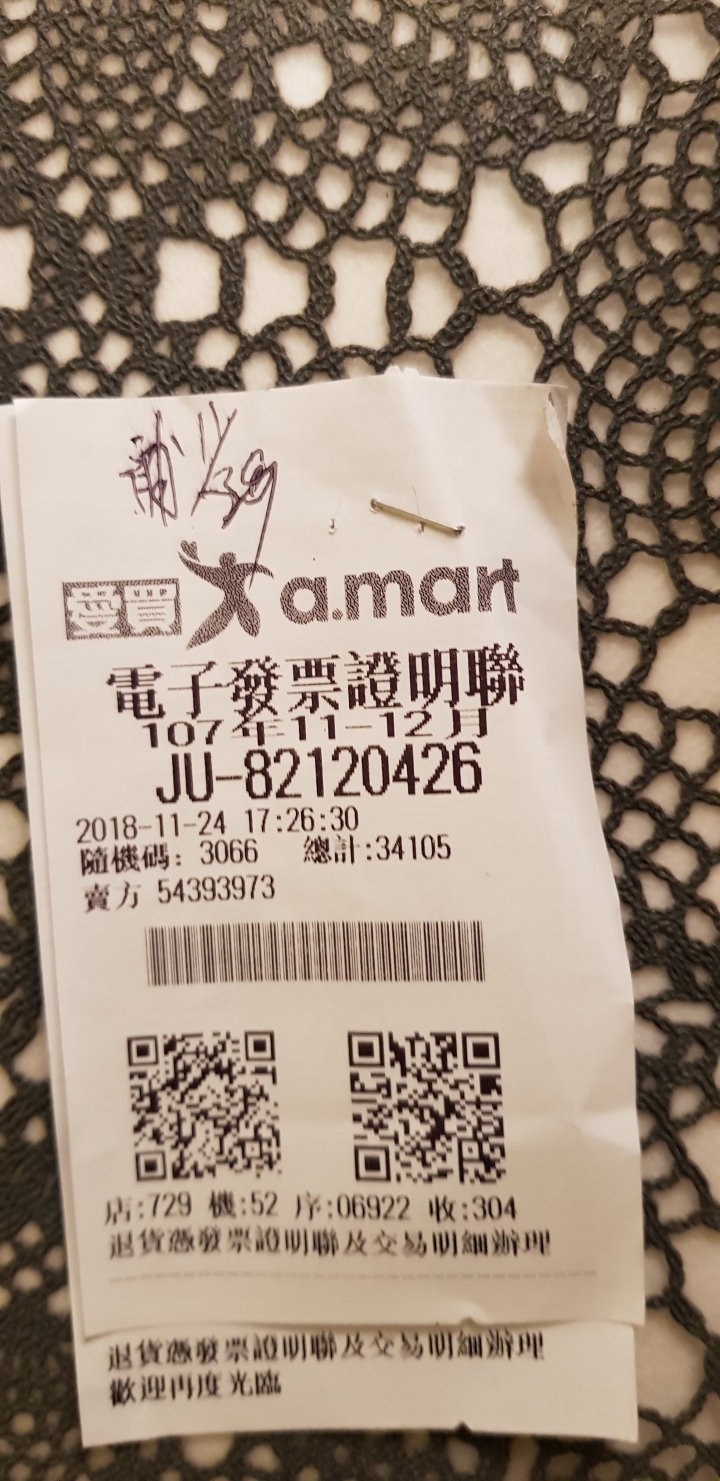 愛買 a.mart
電子發票證明聯
107年11-12月
JU-82120426
2018-11-24 17:26:30
隨機碼: 3066 總計:34105
賣方 54393973
店:729 機:52 序:06922 收:304
退貨憑發票證明聯及交易明細辦理
退貨憑發票證明聯及交易明細辦理
歡迎再度光臨